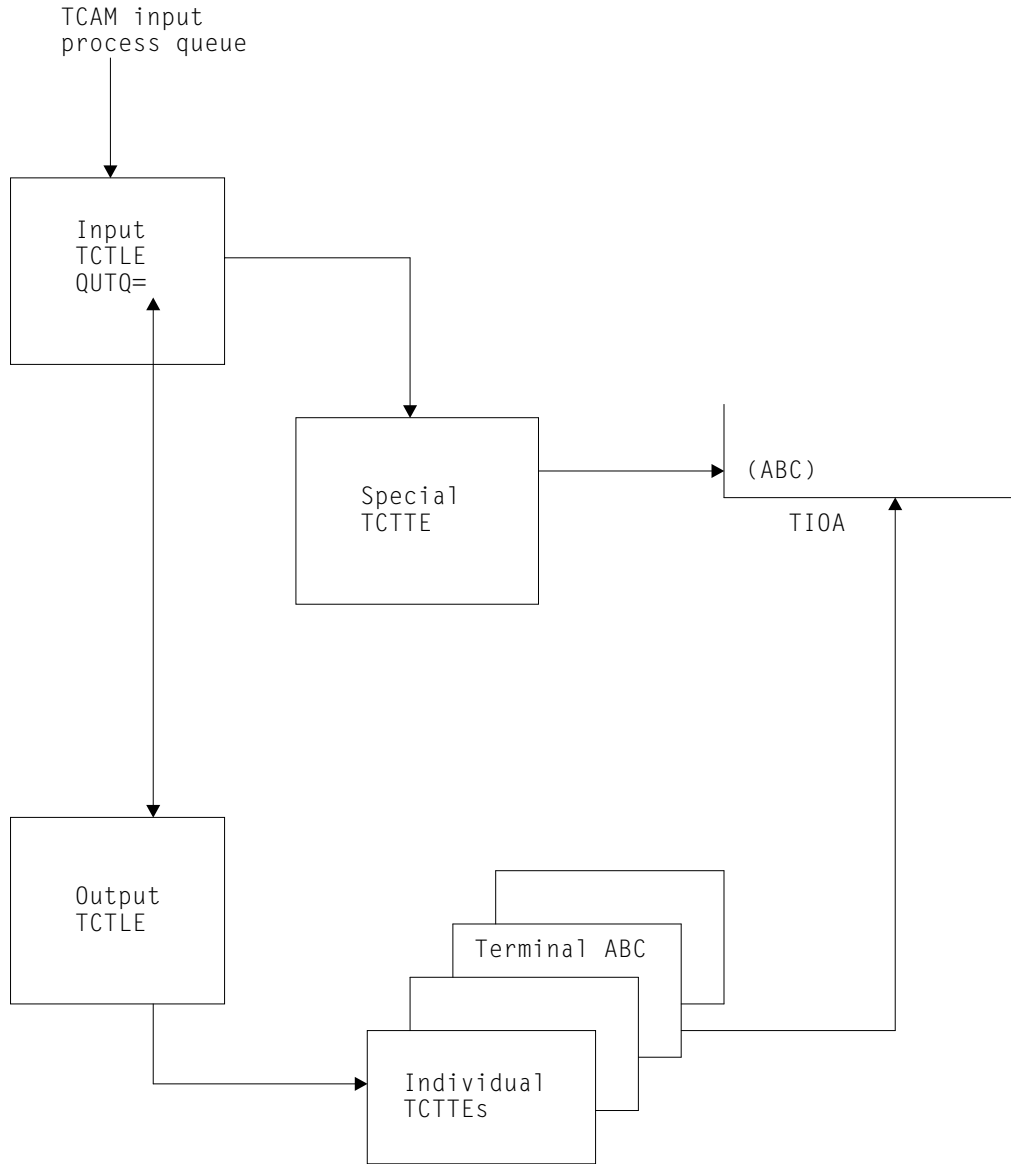 TCAM input
process queue
Input
TCTLE
QUTQ=
Special
TCTTE
(ABC)
TIOA
Output
TCTLE
Terminal ABC
Individual
TCTTEs